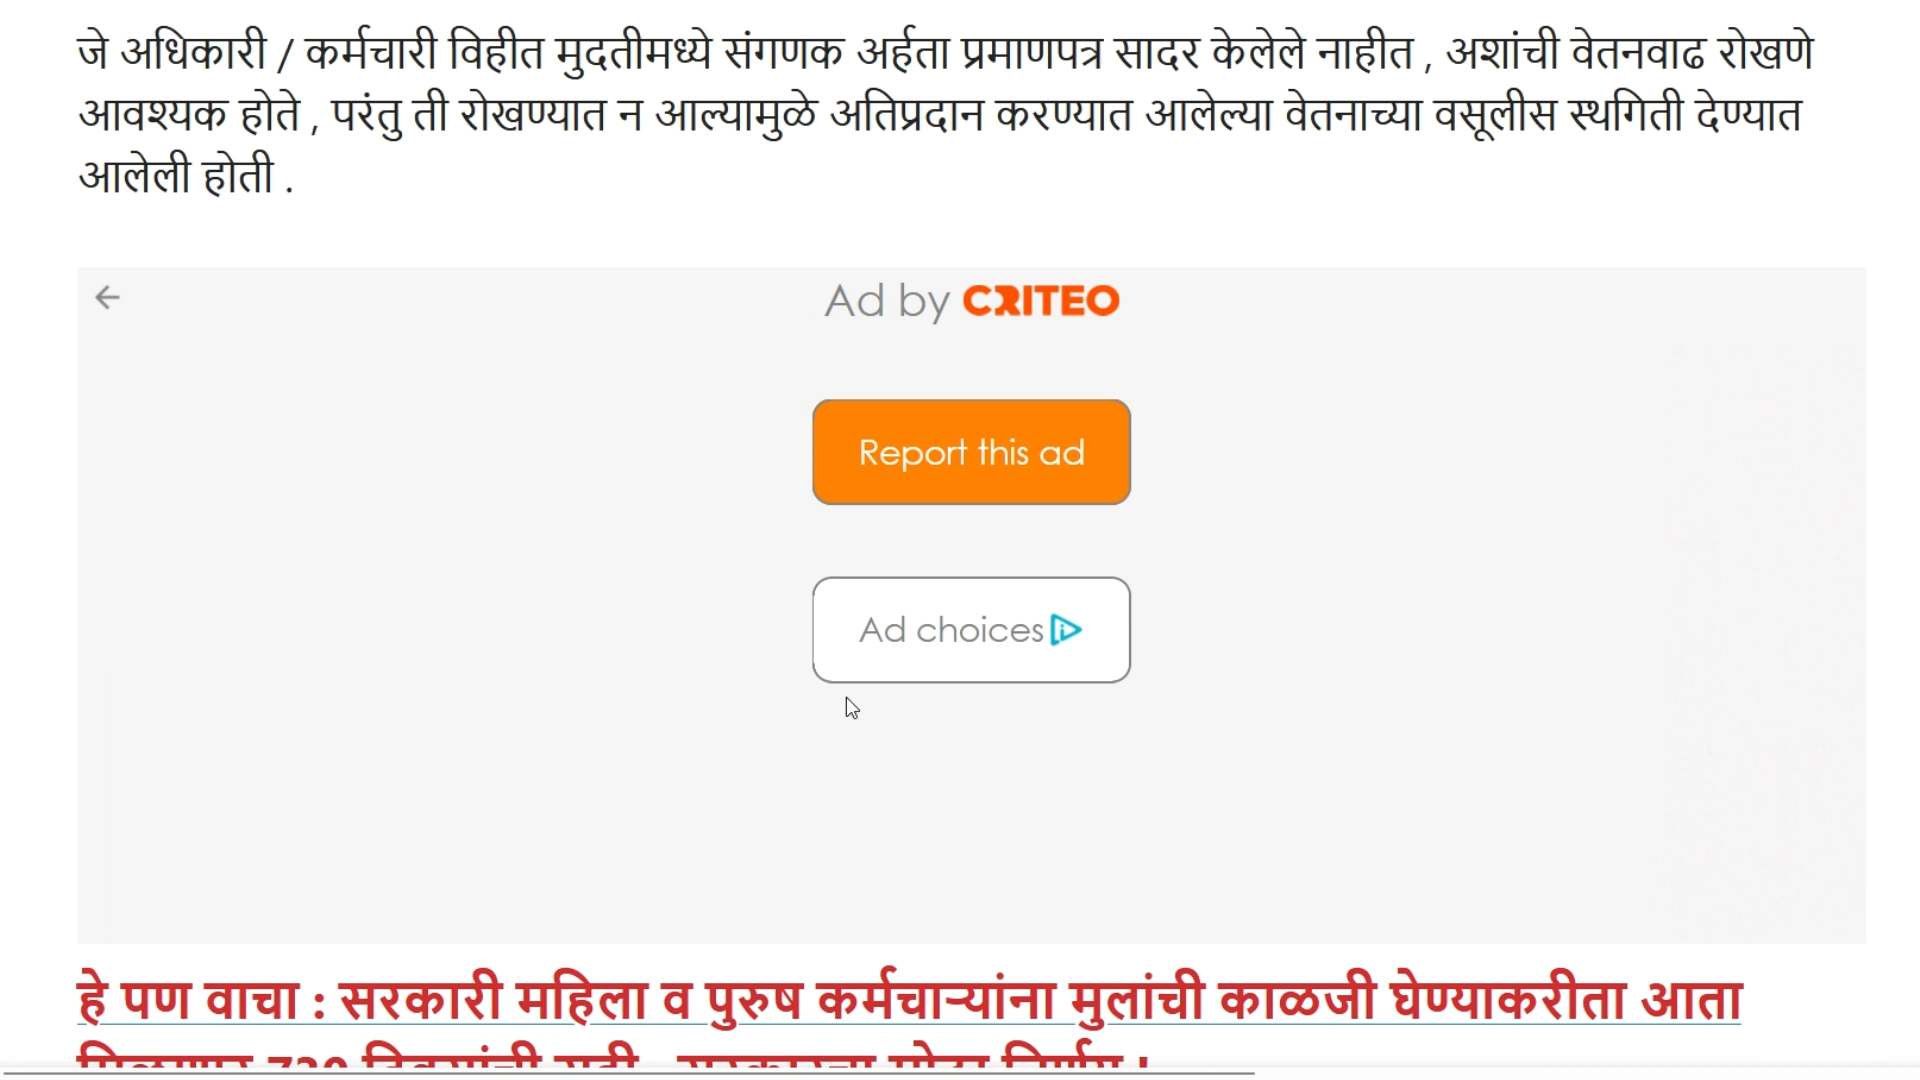 जे अधिकारी / कर्मचारी विहीत मुदतीमध्ये संगणक अर्हता प्रमाणपत्र सादर केलेले नाहीत , अशांची वेतनवाढ रोखणे
आवश्यक होते , परंतु ती रोखण्यात न आल्यामुळे अतिप्रदान करण्यात आलेल्या वेतनाच्या वसूलीस स्थगिती देण्यात
आलेली होती .
Ad by CRITEO
Report this ad
Ad choices
हे पण वाचा : सरकारी महिला व पुरुष कर्मचाऱ्यांना मुलांची काळजी घेण्याकरीता आता